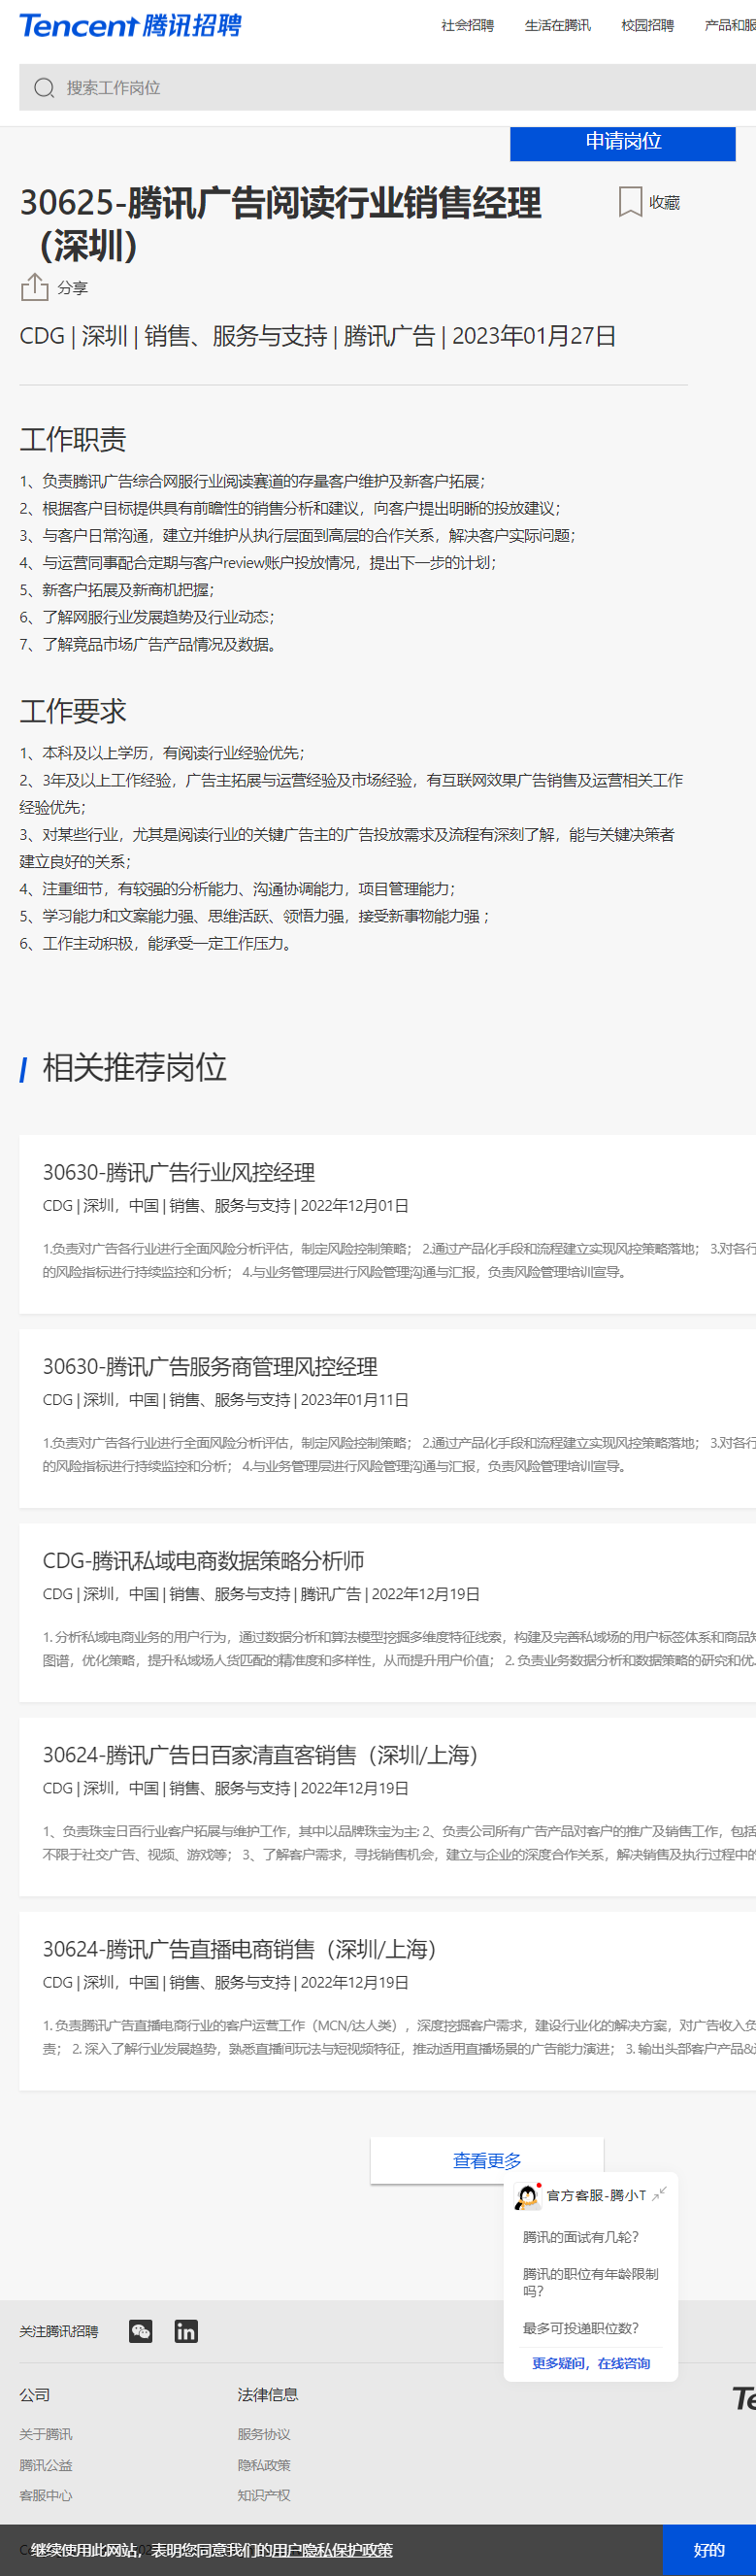 Tencent 腾讯招聘
社会招聘 生活在腾讯 校园招聘 产品和服
搜索工作岗位
申请岗位
30625-腾讯广告阅读行业销售经理
（深圳）
收藏
分享
CDG | 深圳 | 销售、服务与支持 | 腾讯广告 | 2023年01月27日
工作职责
1、负责腾讯广告综合网服行业阅读赛道的存量客户维护及新客户拓展；
2、根据客户目标提供具有前瞻性的销售分析和建议，向客户提出明晰的投放建议；
3、与客户日常沟通，建立并维护从执行层面到高层的合作关系，解决客户实际问题；
4、与运营同事配合定期与客户review账户投放情况，提出下一步的计划；
5、新客户拓展及新商机把握；
6、了解网服行业发展趋势及行业动态；
7、了解竞品市场广告产品情况及数据。
工作要求
1、本科及以上学历，有阅读行业经验优先；
2、3年及以上工作经验，广告主拓展与运营经验及市场经验，有互联网效果广告销售及运营相关工作
经验优先；
3、对某些行业，尤其是阅读行业的关键广告主的广告投放需求及流程有深刻了解，能与关键决策者
建立良好的关系；
4、注重细节，有较强的分析能力、沟通协调能力，项目管理能力；
5、学习能力和文案能力强、思维活跃、领悟力强，接受新事物能力强 ；
6、工作主动积极，能承受一定工作压力。
相关推荐岗位
30630-腾讯广告行业风控经理
CDG | 深圳，中国 | 销售、服务与支持 | 2022年12月01日
1.负责对广告各行业进行全面风险分析评估，制定风险控制策略； 2.通过产品化手段和流程建立实现风控策略落地； 3.对各行
的风险指标进行持续监控和分析； 4.与业务管理层进行风险管理沟通与汇报，负责风险管理培训宣导。
30630-腾讯广告服务商管理风控经理
CDG | 深圳，中国 | 销售、服务与支持 | 2023年01月11日
1.负责对广告各行业进行全面风险分析评估，制定风险控制策略； 2.通过产品化手段和流程建立实现风控策略落地； 3.对各行
的风险指标进行持续监控和分析； 4.与业务管理层进行风险管理沟通与汇报，负责风险管理培训宣导。
CDG-腾讯私域电商数据策略分析师
CDG | 深圳，中国 | 销售、服务与支持 | 腾讯广告 | 2022年12月19日
1. 分析私域电商业务的用户行为，通过数据分析和算法模型挖掘多维度特征线索，构建及完善私域场的用户标签体系和商品知
图谱，优化策略，提升私域场人货匹配的精准度和多样性，从而提升用户价值； 2. 负责业务数据分析和数据策略的研究和优
30624-腾讯广告日百家清直客销售（深圳/上海）
CDG | 深圳，中国 | 销售、服务与支持 | 2022年12月19日
1、负责珠宝日百行业客户拓展与维护工作，其中以品牌珠宝为主; 2、负责公司所有广告产品对客户的推广及销售工作，包括
不限于社交广告、视频、游戏等； 3、了解客户需求，寻找销售机会，建立与企业的深度合作关系，解决销售及执行过程中的
30624-腾讯广告直播电商销售（深圳/上海）
CDG | 深圳，中国 | 销售、服务与支持 | 2022年12月19日
1. 负责腾讯广告直播电商行业的客户运营工作（MCN/达人类），深度挖掘客户需求，建设行业化的解决方案，对广告收入负
责； 2. 深入了解行业发展趋势，熟悉直播间玩法与短视频特征，推动适用直播场景的广告能力演进； 3. 输出头部客户产品&
查看更多
官方客服-腾小T
腾讯的面试有几轮?
腾讯的职位有年龄限制
吗?
最多可投递职位数?
更多疑问，在线咨询
关注腾讯招聘
公司 法律信息
关于腾讯 服务协议
腾讯公益 隐私政策
客服中心 知识产权
继续使用此网站，表明您同意我们的用户隐私保护政策
好的